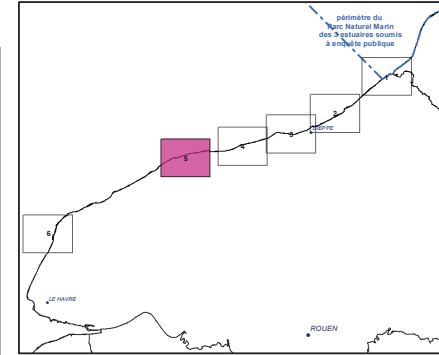 périmètre du
Parc Naturel Marin
des 3 estuaires soumis
à enquête publique
1
2
DIEPPE
3
4
5
6
LE HAVRE
ROUEN